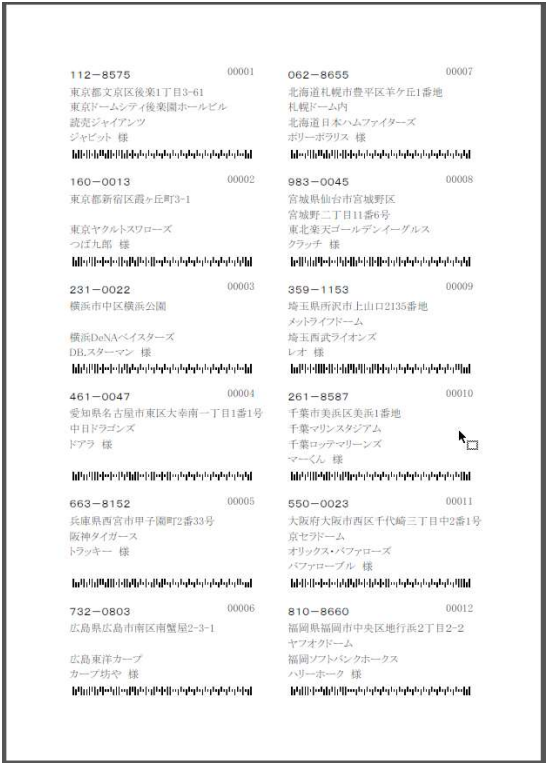 112-8575 00001
東京都文京区後楽1丁目3-61
東京ドームシティ後楽園ホールビル
読売ジャイアンツ
ジャビット 様
160-0013 00002
東京都新宿区霞ヶ丘町3-1
東京ヤクルトスワローズ
つば九郎 様
231-0022 00003
横浜市中区横浜公園
横浜DeNAベイスターズ
DB.スターマン 様
461-0047 00004
愛知県名古屋市東区大幸南一丁目1番1号
中日ドラゴンズ
ドアラ 様
663-8152 00005
兵庫県西宮市甲子園町2番33号
阪神タイガース
トラッキー 様
732-0803 00006
広島県広島市南区南蟹屋2-3-1
広島東洋カープ
カープ坊や 様
062-8655 00007
北海道札幌市豊平区羊ケ丘1番地
札幌ドーム内
北海道日本ハムファイターズ
ポリーポラリス 様
983-0045 00008
宮城県仙台市宮城野区
宮城野二丁目11番6号
東北楽天ゴールデンイーグルス
クラッチ 様
359-1153 00009
埼玉県所沢市上山口2135番地
メットライフドーム
埼玉西武ライオンズ
レオ 様
261-8587 00010
千葉市美浜区美浜1番地
千葉マリンスタジアム
千葉ロッテマリーンズ
マーくん 様
550-0023 00011
大阪府大阪市西区千代崎三丁目中2番1号
京セラドーム
オリックス・バファローズ
バファローブル 様
810-8660 00012
福岡県福岡市中央区地行浜2丁目2-2
ヤフオクドーム
福岡ソフトバンクホークス
ハリーホーク 様